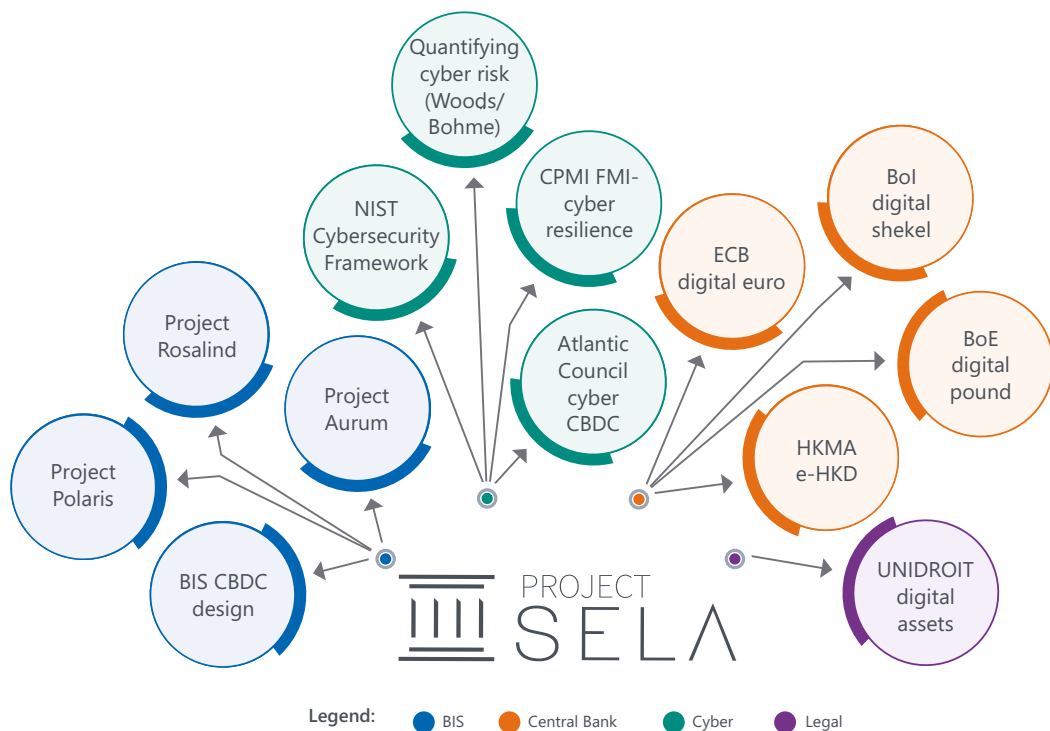 Quantifying
cyber risk
(Woods/
Bohme)
NIST
Cybersecurity
Framework
CPMI FMI-
cyber
resilience
Atlantic
Council
cyber
CBDC
Project
Rosalind
Project
Aurum
Project
Polaris
BIS CBDC
design
ECB
digital euro
BoI
digital
shekel
BoE
digital
pound
HKMA
e-HKD
UNIDROIT
digital
assets
PROJECT
SELA
Legend:
BIS
Central Bank
Cyber
Legal